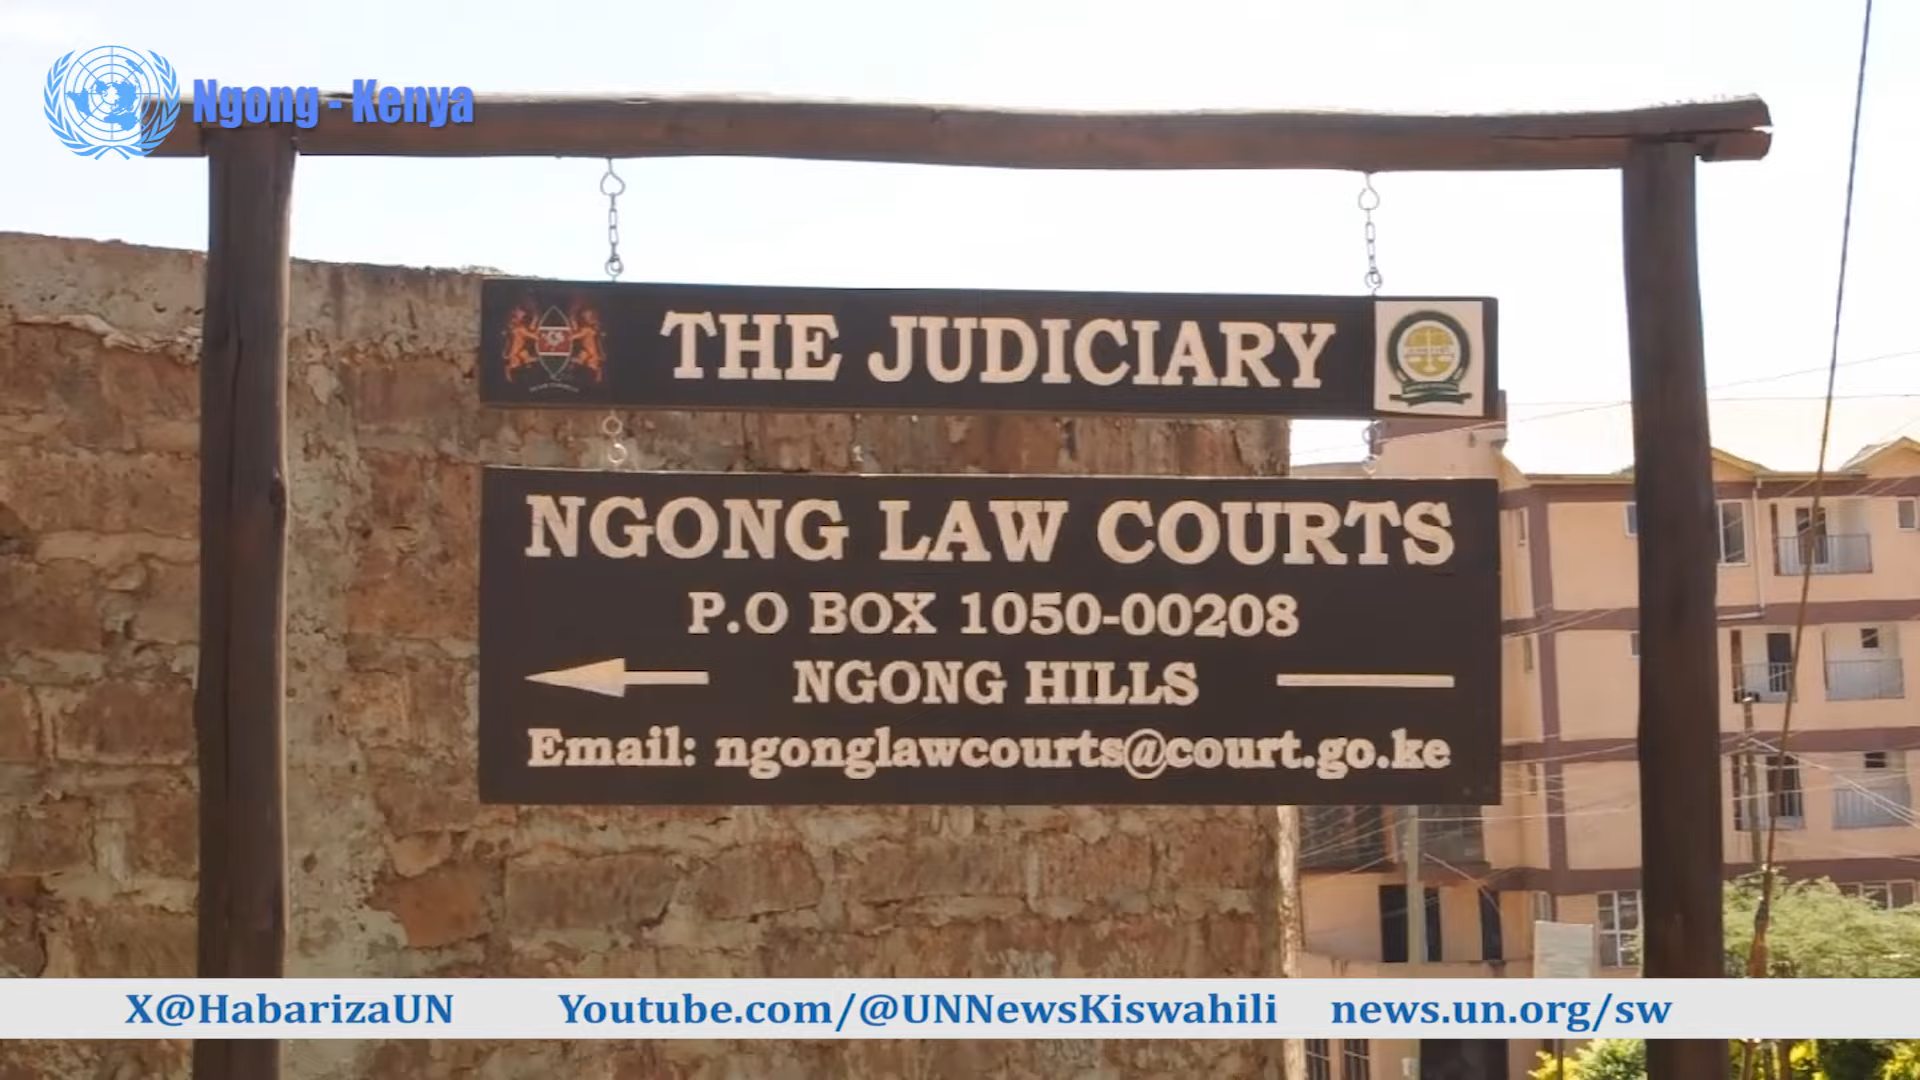 Ngong - Kenya
THE JUDICIARY
NGONG LAW COURTS
P.O BOX 1050-00208
NGONG HILLS
Email: ngonglawcourts@court.go.ke
X@HabarizaUN Youtube.com/@UNNewsKiswahili news.un.org/sw